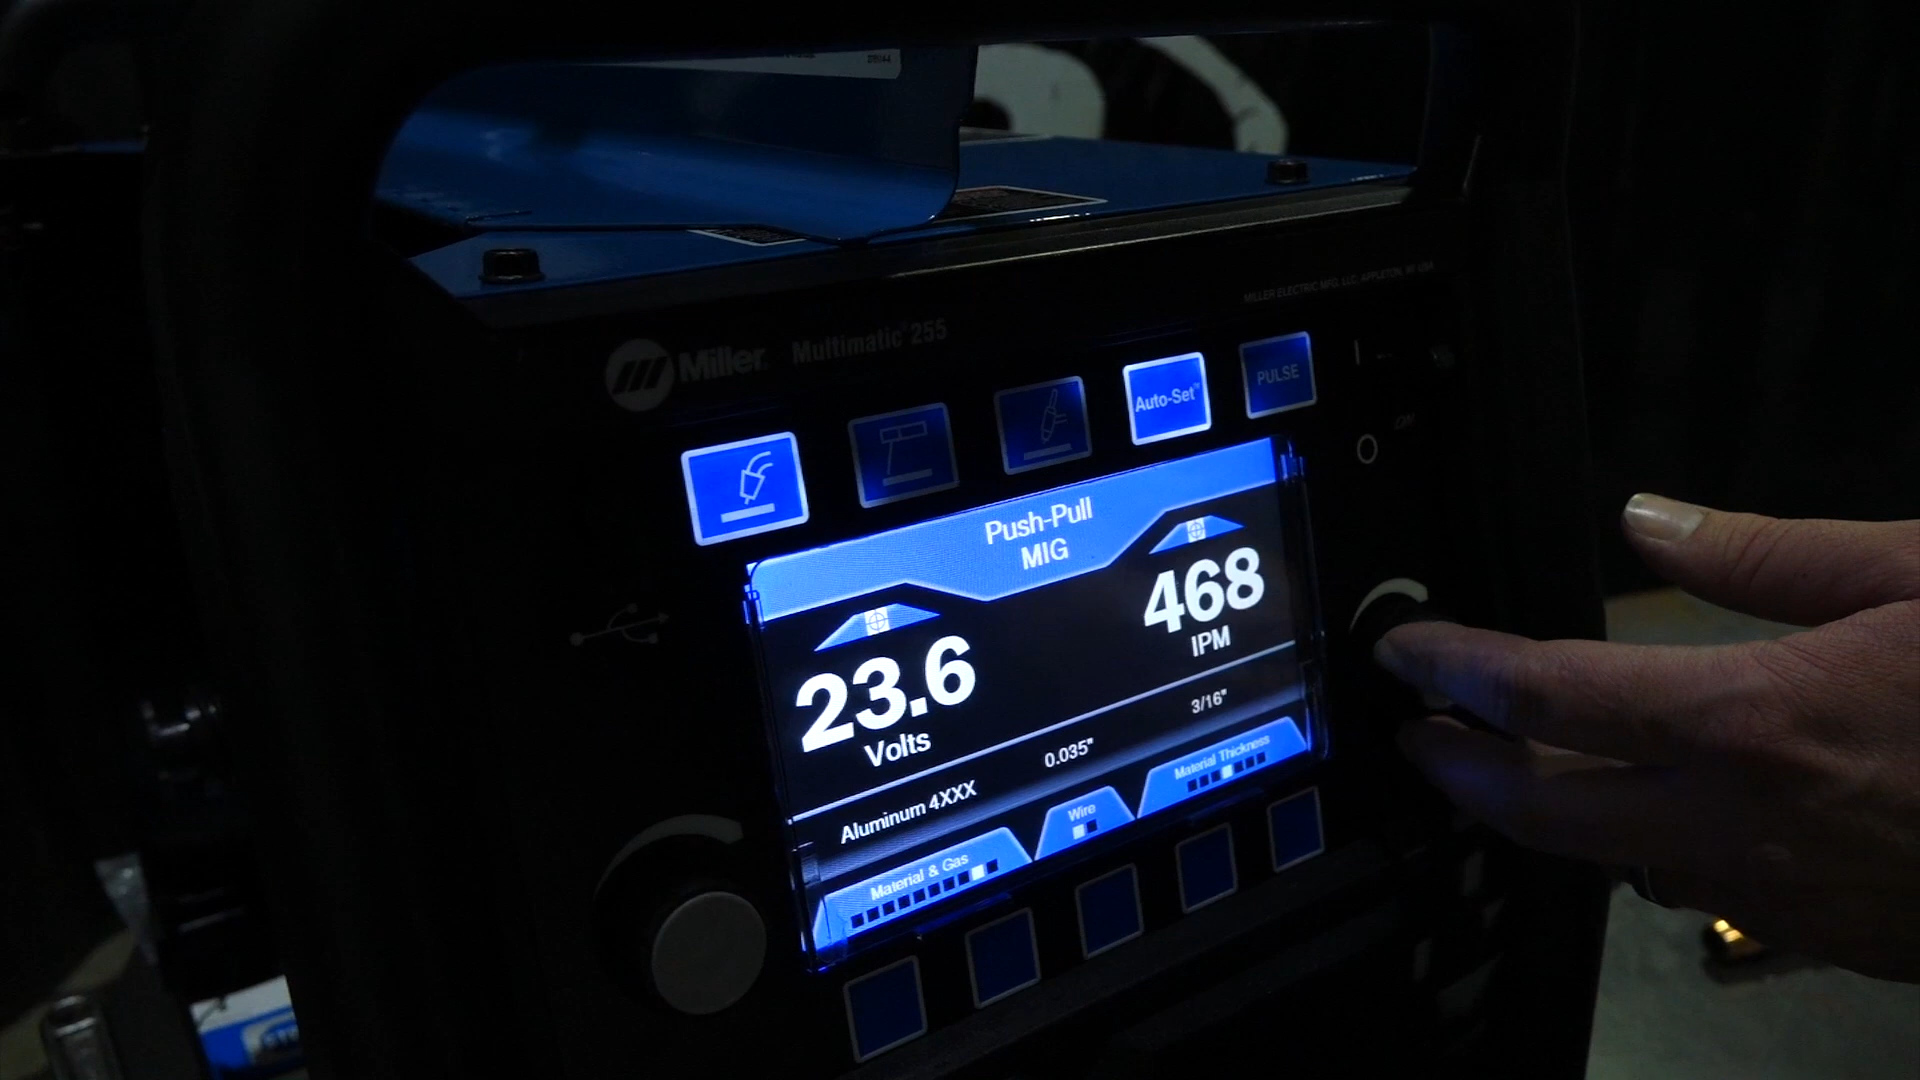 MILLER ELECTRIC MFG. LLC. APPLETON, WI USA
Miller Multimatic® 255
Auto-Set™
PULSE
Push-Pull
MIG
23.6
Volts
468
IPM
Aluminum 4XXX
0.035"
3/16"
Material & Gas
Wire
Material Thickness